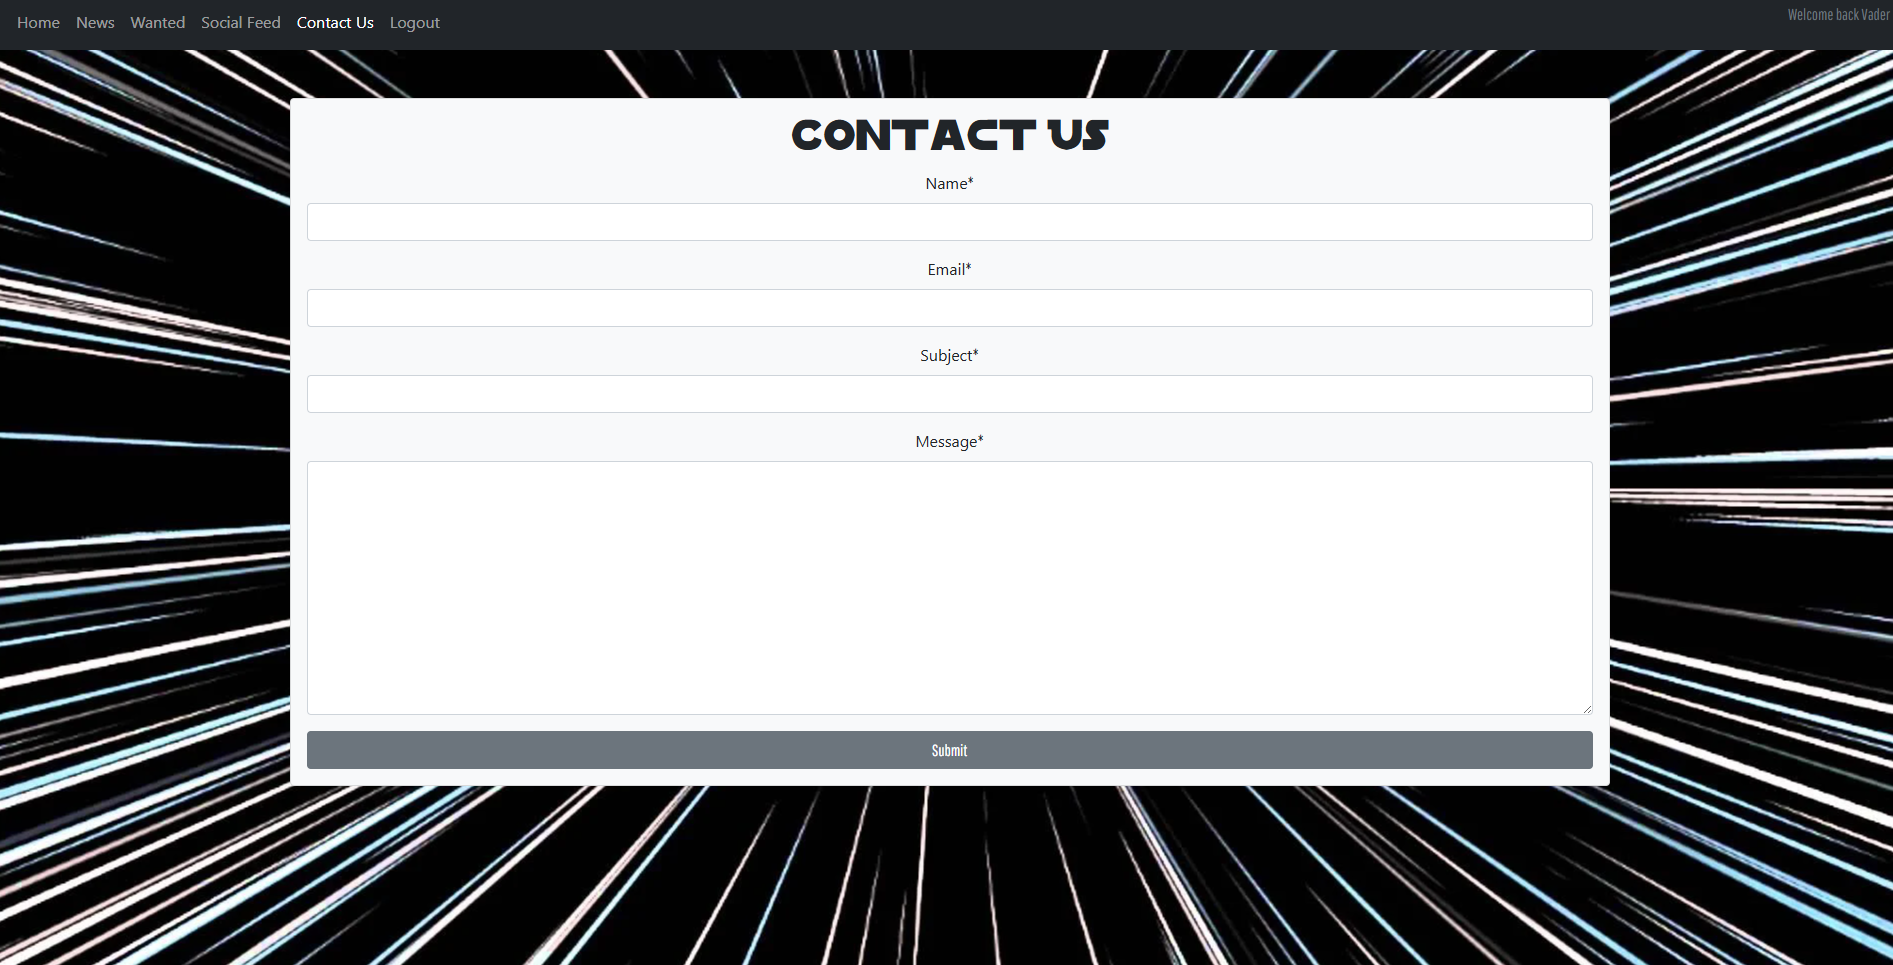 Home News Wanted Social Feed Contact Us Logout
Welcome back Vader
CONTACT US
Name*
Email*
Subject*
Message*
Submit